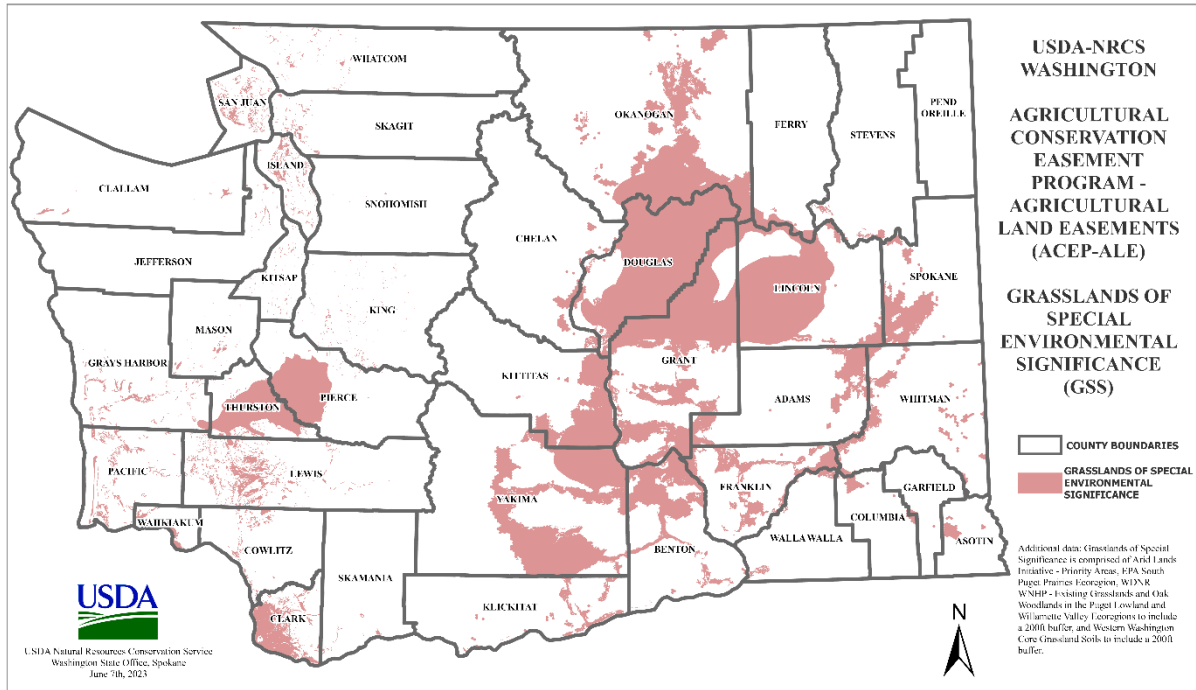 USDA-NRCS
WASHINGTON
AGRICULTURAL
CONSERVATION
EASEMENT
PROGRAM -
AGRICULTURAL
LAND EASEMENTS
(ACEP-ALE)
GRASSLANDS OF
SPECIAL
ENVIRONMENTAL
SIGNIFICANCE
(GSS)
COUNTY BOUNDARIES
GRASSLANDS OF SPECIAL
ENVIRONMENTAL
SIGNIFICANCE
Additional data: Grasslands of Special
Significance is comprised of Arid Lands
Initiative - Priority Areas, EPA South
Puget Prairies Ecoregion, WDNR
WNHP - Existing Grasslands and Oak
Woodlands in the Puget Lowland and
Willamette Valley Ecoregions to include
a 200ft buffer, and Western Washington
Core Grassland Soils to include a 200ft
buffer.
N
WHATCOM
SAN JUAN
SKAGIT
ISLAND
CLALLAM
SNOHOMISH
JEFFERSON
KITSAP
KING
MASON
GRAYS HARBOR
PIERCE
THURSTON
PACIFIC
LEWIS
WAHKIAKUM
COWLITZ
SKAMANIA
CLARK
OKANOGAN
FERRY
STEVENS
PEND
OREILLE
CHELAN
DOUGLAS
LINCOLN
SPOKANE
GRANT
KITTITAS
ADAMS
WHITMAN
YAKIMA
FRANKLIN
GARFIELD
COLUMBIA
WALLA WALLA
ASOTIN
BENTON
KLICKITAT
USDA
USDA Natural Resources Conservation Service
Washington State Office, Spokane
June 7th, 2023